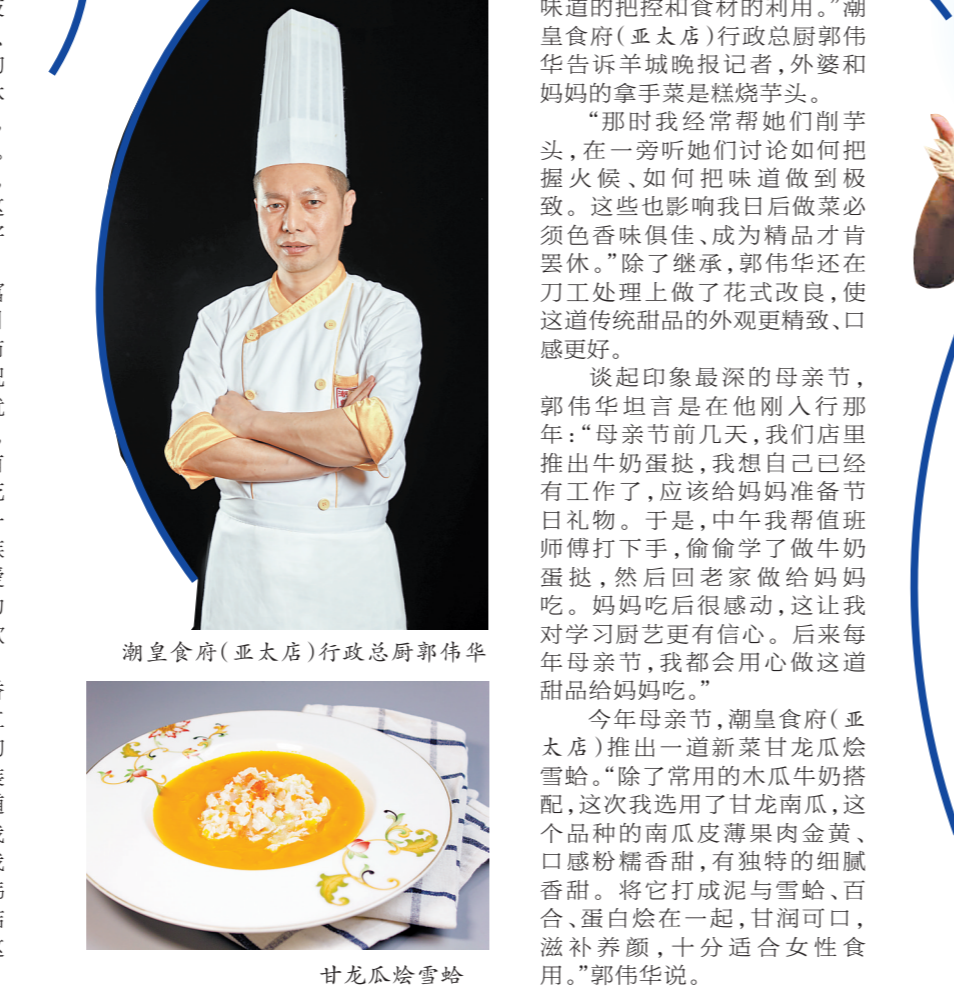 味道的把控和食材的利用。”潮
皇食府(亚太店)行政总厨郭伟
华告诉羊城晚报记者,外婆和
妈妈的拿手菜是糕烧芋头。
“那时我经常帮她们削芋
头,在一旁听她们讨论如何把
握火候、如何把味道做到极
致。这些也影响我日后做菜必
须色香味俱佳、成为精品才肯
罢休。”除了继承,郭伟华还在
刀工处理上做了花式改良,使
这道传统甜品的外观更精致、口
感更好。
谈起印象最深的母亲节,
郭伟华坦言是在他刚入行那
年:“母亲节前几天,我们店里
推出牛奶蛋挞,我想自己已经
有工作了,应该给妈妈准备节
日礼物。于是,中午我帮值班
师傅打下手,偷偷学了做牛奶
蛋挞,然后回老家做给妈妈
吃。妈妈吃后很感动,这让我
对学习厨艺更有信心。后来每
年母亲节,我都会用心做这道
甜品给妈妈吃。”
今年母亲节,潮皇食府(亚
太店)推出一道新菜甘龙瓜烩
雪蛤。“除了常用的木瓜牛奶搭
配,这次我选用了甘龙南瓜,这
个品种的南瓜皮薄果肉金黄、
口感粉糯香甜,有独特的细腻
香甜。将它打成泥与雪蛤、百
合、蛋白烩在一起,甘润可口,
滋补养颜,十分适合女性食
用。”郭伟华说。
潮皇食府(亚太店)行政总厨郭伟华
甘龙瓜烩雪蛤